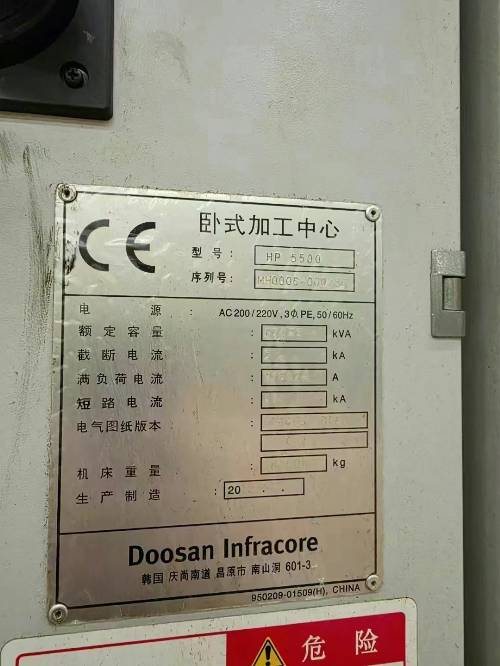 CE
卧式加工中心
型号： HP 5500
序列号：
电源： AC 200/220V, 3Φ, PE, 50/60Hz
额定容量： kVA
截断电流： kA
满负荷电流： A
短路电流： kA
电气图纸版本：
机床重量： kg
生产制造： 20 . .
Doosan Infracore
韩国 庆尚南道 昌原市 南山洞 601-3
950209-01509(H), CHINA
危险